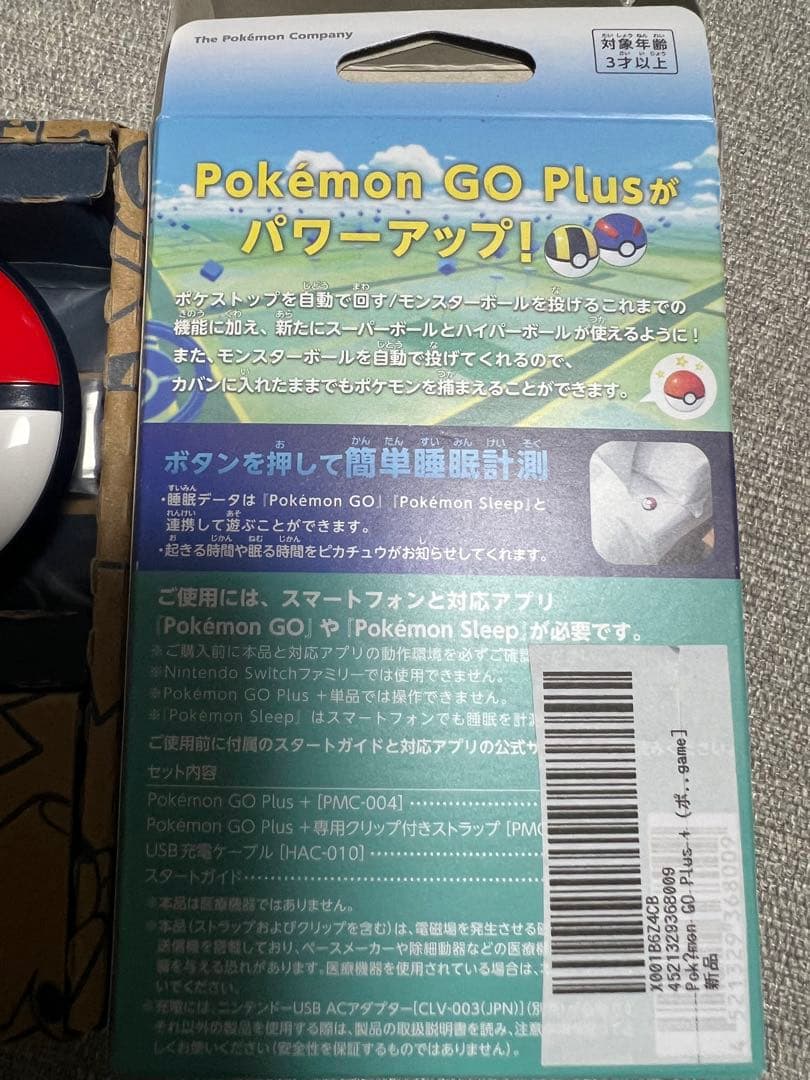 The Pokémon Company
対象年齢
3才以上
Pokémon GO Plusが
パワーアップ!
ポケストップを自動で回す/モンスターボールを投げるこれまでの
機能に加え、新たにスーパーボールとハイパーボールが使えるように!
また、モンスターボールを自動で投げてくれるので、
カバンに入れたままでもポケモンを捕まえることができます。
ボタンを押して簡単睡眠計測
・睡眠データは『Pokémon GO』『Pokémon Sleep』と
連携して遊ぶことができます。
・起きる時間や眠る時間をピカチュウがお知らせしてくれます。
ご使用には、スマートフォンと対応アプリ
『Pokémon GO』や『Pokémon Sleep』が必要です。
※ご購入前に本品と対応アプリの動作環境を必ずご確認
※Nintendo Switchファミリーでは使用できません。
※Pokémon GO Plus +単品では操作できません。
※『Pokémon Sleep』はスマートフォンでも睡眠を計測
ご使用前に付属のスタートガイドと対応アプリの公式サ
セット内容
Pokémon GO Plus + [PMC-004]
Pokémon GO Plus +専用クリップ付きストラップ [PMC
USB充電ケーブル [HAC-010]
スタートガイド
※本品は医療機器ではありません。
※本品(ストラップおよびクリップを含む)は、電磁場を発生させる
送信機を搭載しており、ペースメーカーや除細動器などの医療機
響を与える恐れがあります。医療機器を使用されている場合は、
いでください。
※充電には、ニンテンドーUSB ACアダプター[CLV-003(JPN)]
それ以外の製品を使用する際は、製品の取扱説明書を読み、注意
しくお使いください(安全性を保証するものではありません)。
X001B6Z4CB
4521329368009
Pok?mon GO Plus + (ポ..game]
新品
4521329368009